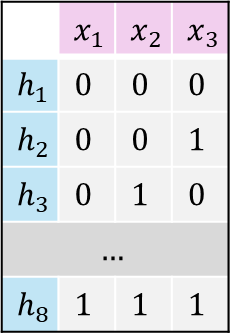 x₁ x₂ x₃
h₁ 0 0 0
h₂ 0 0 1
h₃ 0 1 0
...
h₈ 1 1 1